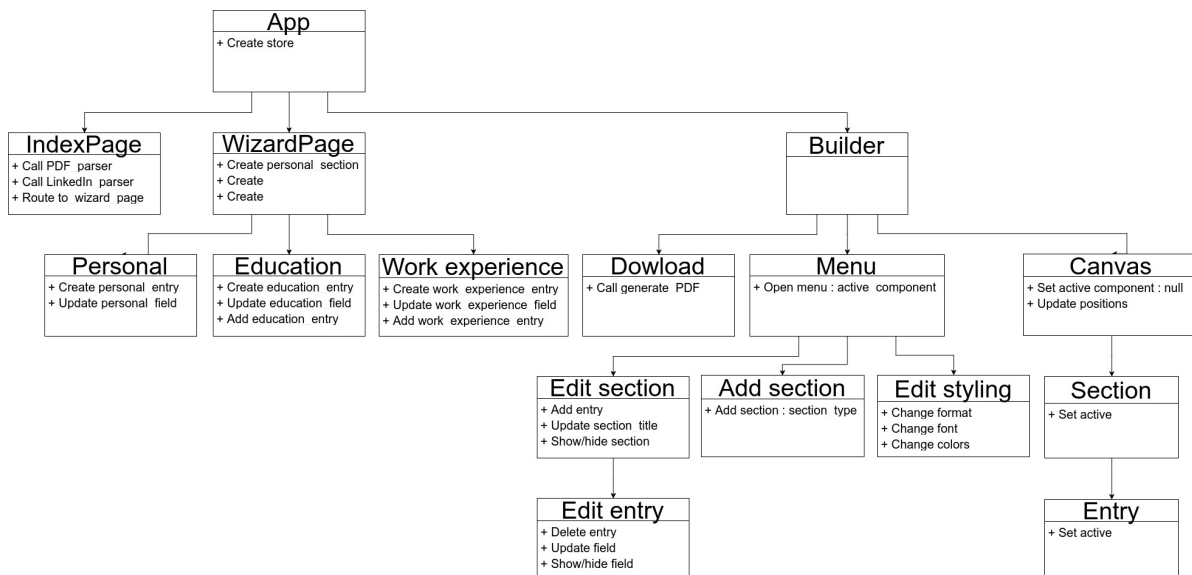 App
+ Create store
IndexPage
+ Call PDF parser
+ Call LinkedIn parser
+ Route to wizard page
WizardPage
+ Create personal section
+ Create
+ Create
Builder
Personal
+ Create personal entry
+ Update personal field
Education
+ Create education entry
+ Update education field
+ Add education entry
Work experience
+ Create work experience entry
+ Update work experience field
+ Add work experience entry
Dowload
+ Call generate PDF
Menu
+ Open menu : active component
Canvas
+ Set active component : null
+ Update positions
Edit section
+ Add entry
+ Update section title
+ Show/hide section
Add section
+ Add section : section type
Edit styling
+ Change format
+ Change font
+ Change colors
Section
+ Set active
Edit entry
+ Delete entry
+ Update field
+ Show/hide field
Entry
+ Set active